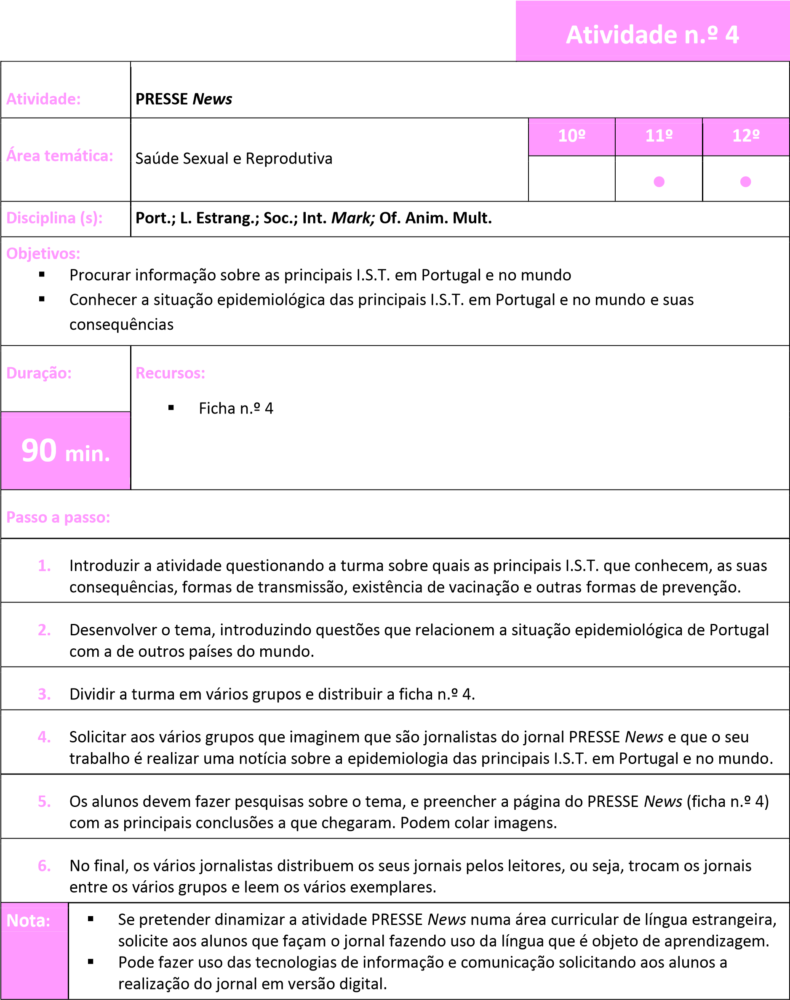 Atividade n.º 4
Atividade:
PRESSE News
Área temática:
Saúde Sexual e Reprodutiva
10º
11º
12º
Disciplina (s):
Port.; L. Estrang.; Soc.; Int. Mark; Of. Anim. Mult.
Objetivos:
Procurar informação sobre as principais I.S.T. em Portugal e no mundo
Conhecer a situação epidemiológica das principais I.S.T. em Portugal e no mundo e suas
consequências
Duração:
90 min.
Recursos:
Ficha n.º 4
Passo a passo:
1. Introduzir a atividade questionando a turma sobre quais as principais I.S.T. que conhecem, as suas
consequências, formas de transmissão, existência de vacinação e outras formas de prevenção.
2. Desenvolver o tema, introduzindo questões que relacionem a situação epidemiológica de Portugal
com a de outros países do mundo.
3. Dividir a turma em vários grupos e distribuir a ficha n.º 4.
4. Solicitar aos vários grupos que imaginem que são jornalistas do jornal PRESSE News e que o seu
trabalho é realizar uma notícia sobre a epidemiologia das principais I.S.T. em Portugal e no mundo.
5. Os alunos devem fazer pesquisas sobre o tema, e preencher a página do PRESSE News (ficha n.º 4)
com as principais conclusões a que chegaram. Podem colar imagens.
6. No final, os vários jornalistas distribuem os seus jornais pelos leitores, ou seja, trocam os jornais
entre os vários grupos e leem os vários exemplares.
Nota:
Se pretender dinamizar a atividade PRESSE News numa área curricular de língua estrangeira,
solicite aos alunos que façam o jornal fazendo uso da língua que é objeto de aprendizagem.
Pode fazer uso das tecnologias de informação e comunicação solicitando aos alunos a
realização do jornal em versão digital.